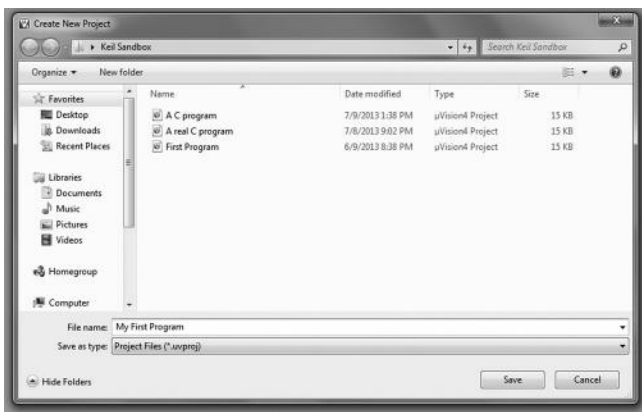 Create New Project
Keil Sandbox
Search Keil Sandbox
Organize
New folder
Favorites
Desktop
Downloads
Recent Places
Libraries
Documents
Music
Pictures
Videos
Homegroup
Computer
Name Date modified Type Size
A C program 7/9/2013 1:38 PM µVision4 Project 15 KB
A real C program 7/8/2013 9:02 PM µVision4 Project 15 KB
First Program 6/9/2013 8:38 PM µVision4 Project 15 KB
File name: My First Program
Save as type: Project Files (*.uvproj)
Hide Folders
Save
Cancel